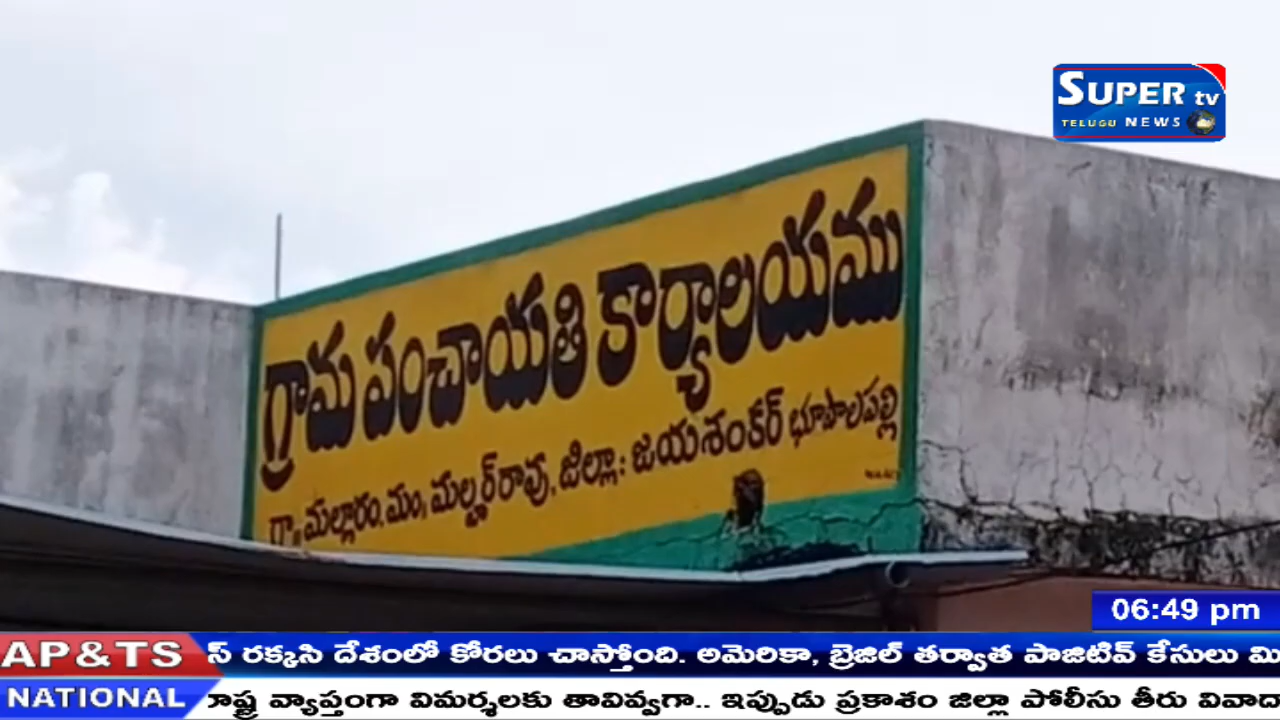 SUPER tv
TELUGU NEWS
గ్రామ పంచాయతి కార్యాలయము
గ్రా॥ మల్లారం, మం॥ మల్హర్‌రావు, జిల్లా: జయశంకర్ భూపాలపల్లి
06:49 pm
AP&TS
స్ రక్కసి దేశంలో కోరలు చాస్తోంది. అమెరికా, బ్రెజిల్ తర్వాత పాజిటివ్ కేసులు మి
NATIONAL
రాష్ట్ర వ్యాప్తంగా విమర్శలకు తావివ్వగా.. ఇప్పుడు ప్రకాశం జిల్లా పోలీసు తీరు వివాదా